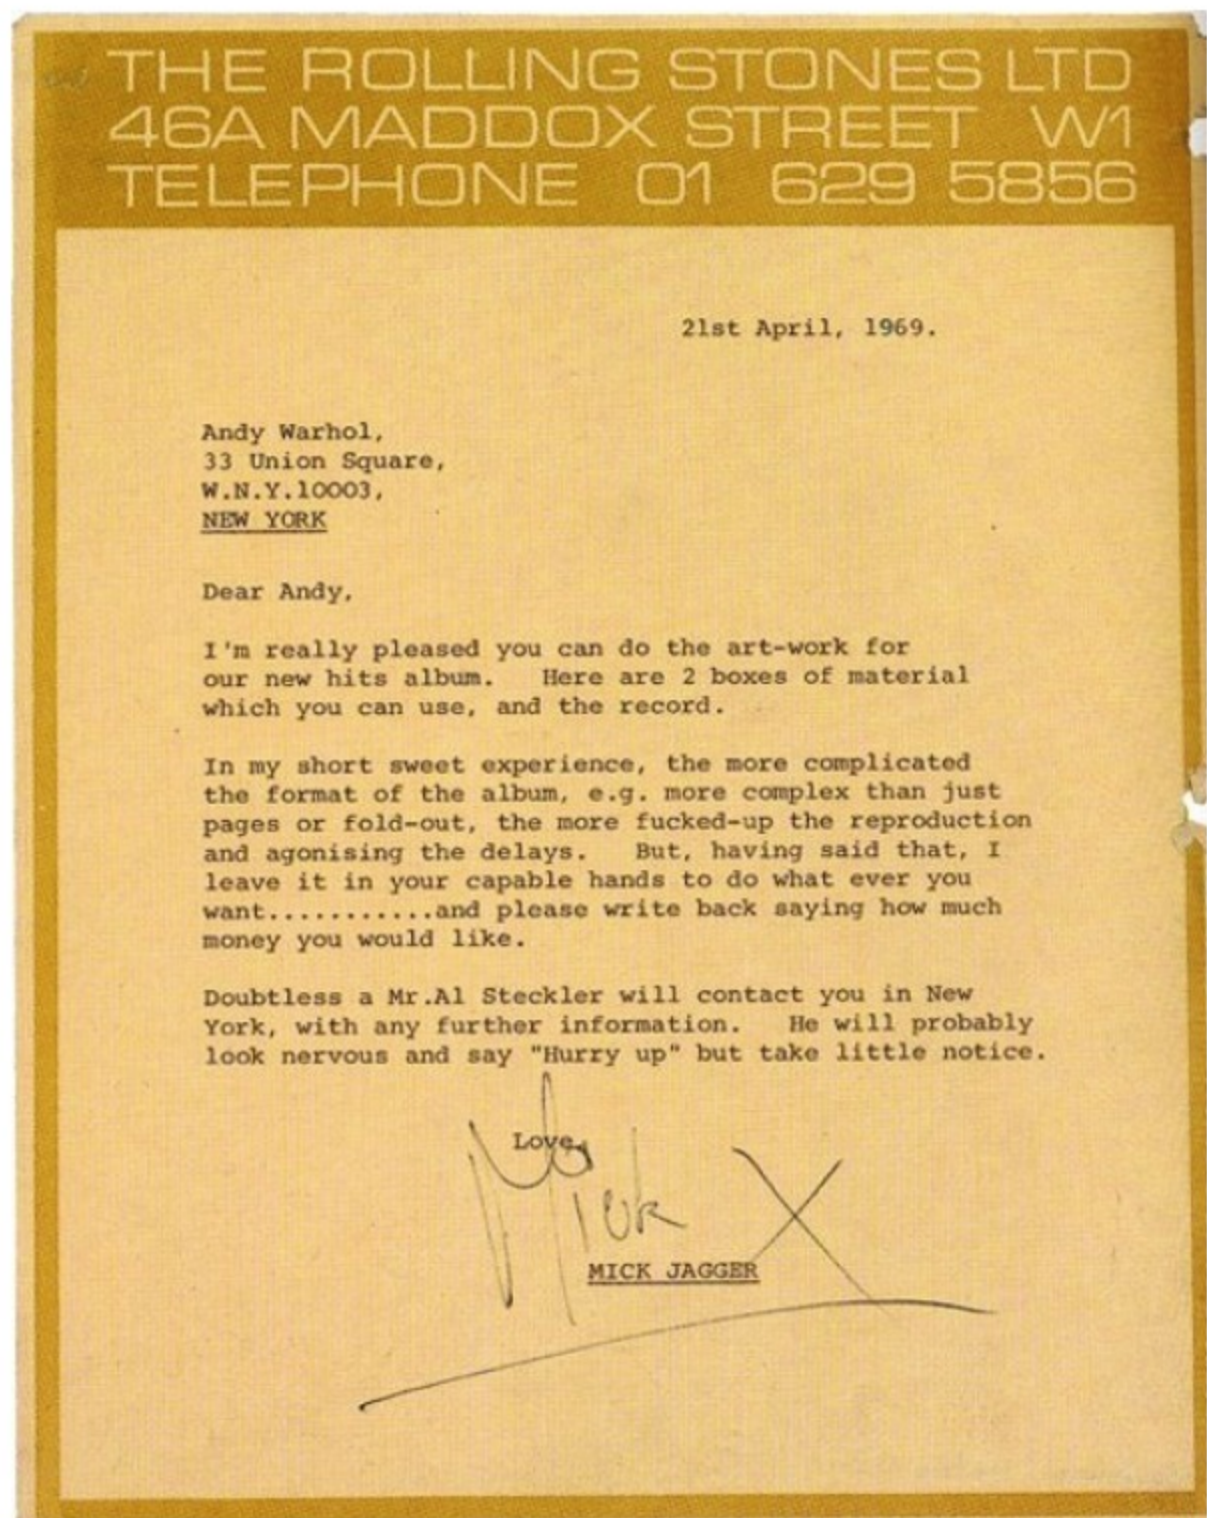 THE ROLLING STONES LTD
46A MADDOX STREET W1
TELEPHONE 01 629 5856
21st April, 1969.
Andy Warhol,
33 Union Square,
W.N.Y.10003,
NEW YORK
Dear Andy,
I'm really pleased you can do the art-work for
our new hits album. Here are 2 boxes of material
which you can use, and the record.
In my short sweet experience, the more complicated
the format of the album, e.g. more complex than just
pages or fold-out, the more fucked-up the reproduction
and agonising the delays. But, having said that, I
leave it in your capable hands to do what ever you
want...........and please write back saying how much
money you would like.
Doubtless a Mr.Al Steckler will contact you in New
York, with any further information. He will probably
look nervous and say "Hurry up" but take little notice.
Love,
Mick X
MICK JAGGER